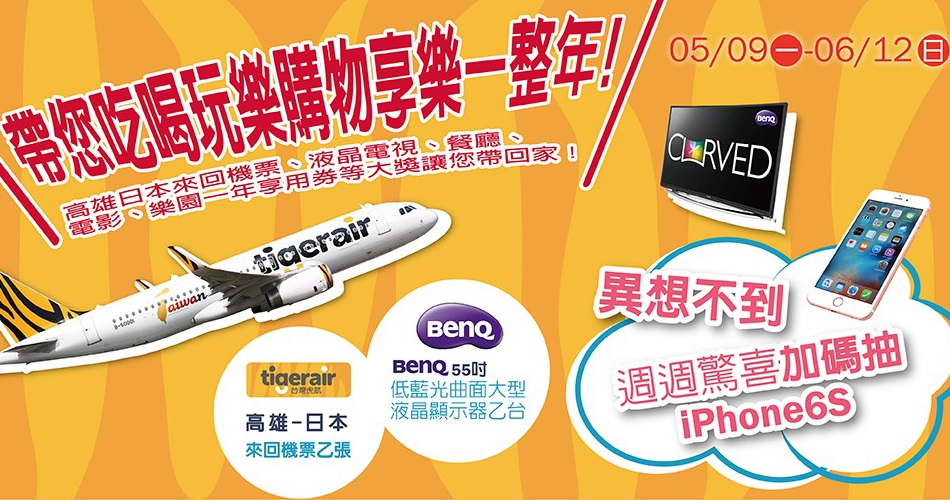 帶您吃喝玩樂購物享樂一整年!
05/09㊀-06/12㊐
高雄日本來回機票、液晶電視、餐廳、
電影、樂園一年享用券等大獎讓您帶回家!
BenQ
CURVED
tigerair
Taiwan
B-50001
異想不到
週週驚喜加碼抽
iPhone6S
BenQ
BenQ 55吋
低藍光曲面大型
液晶顯示器乙台
tigerair
台灣虎航
高雄-日本
來回機票乙張